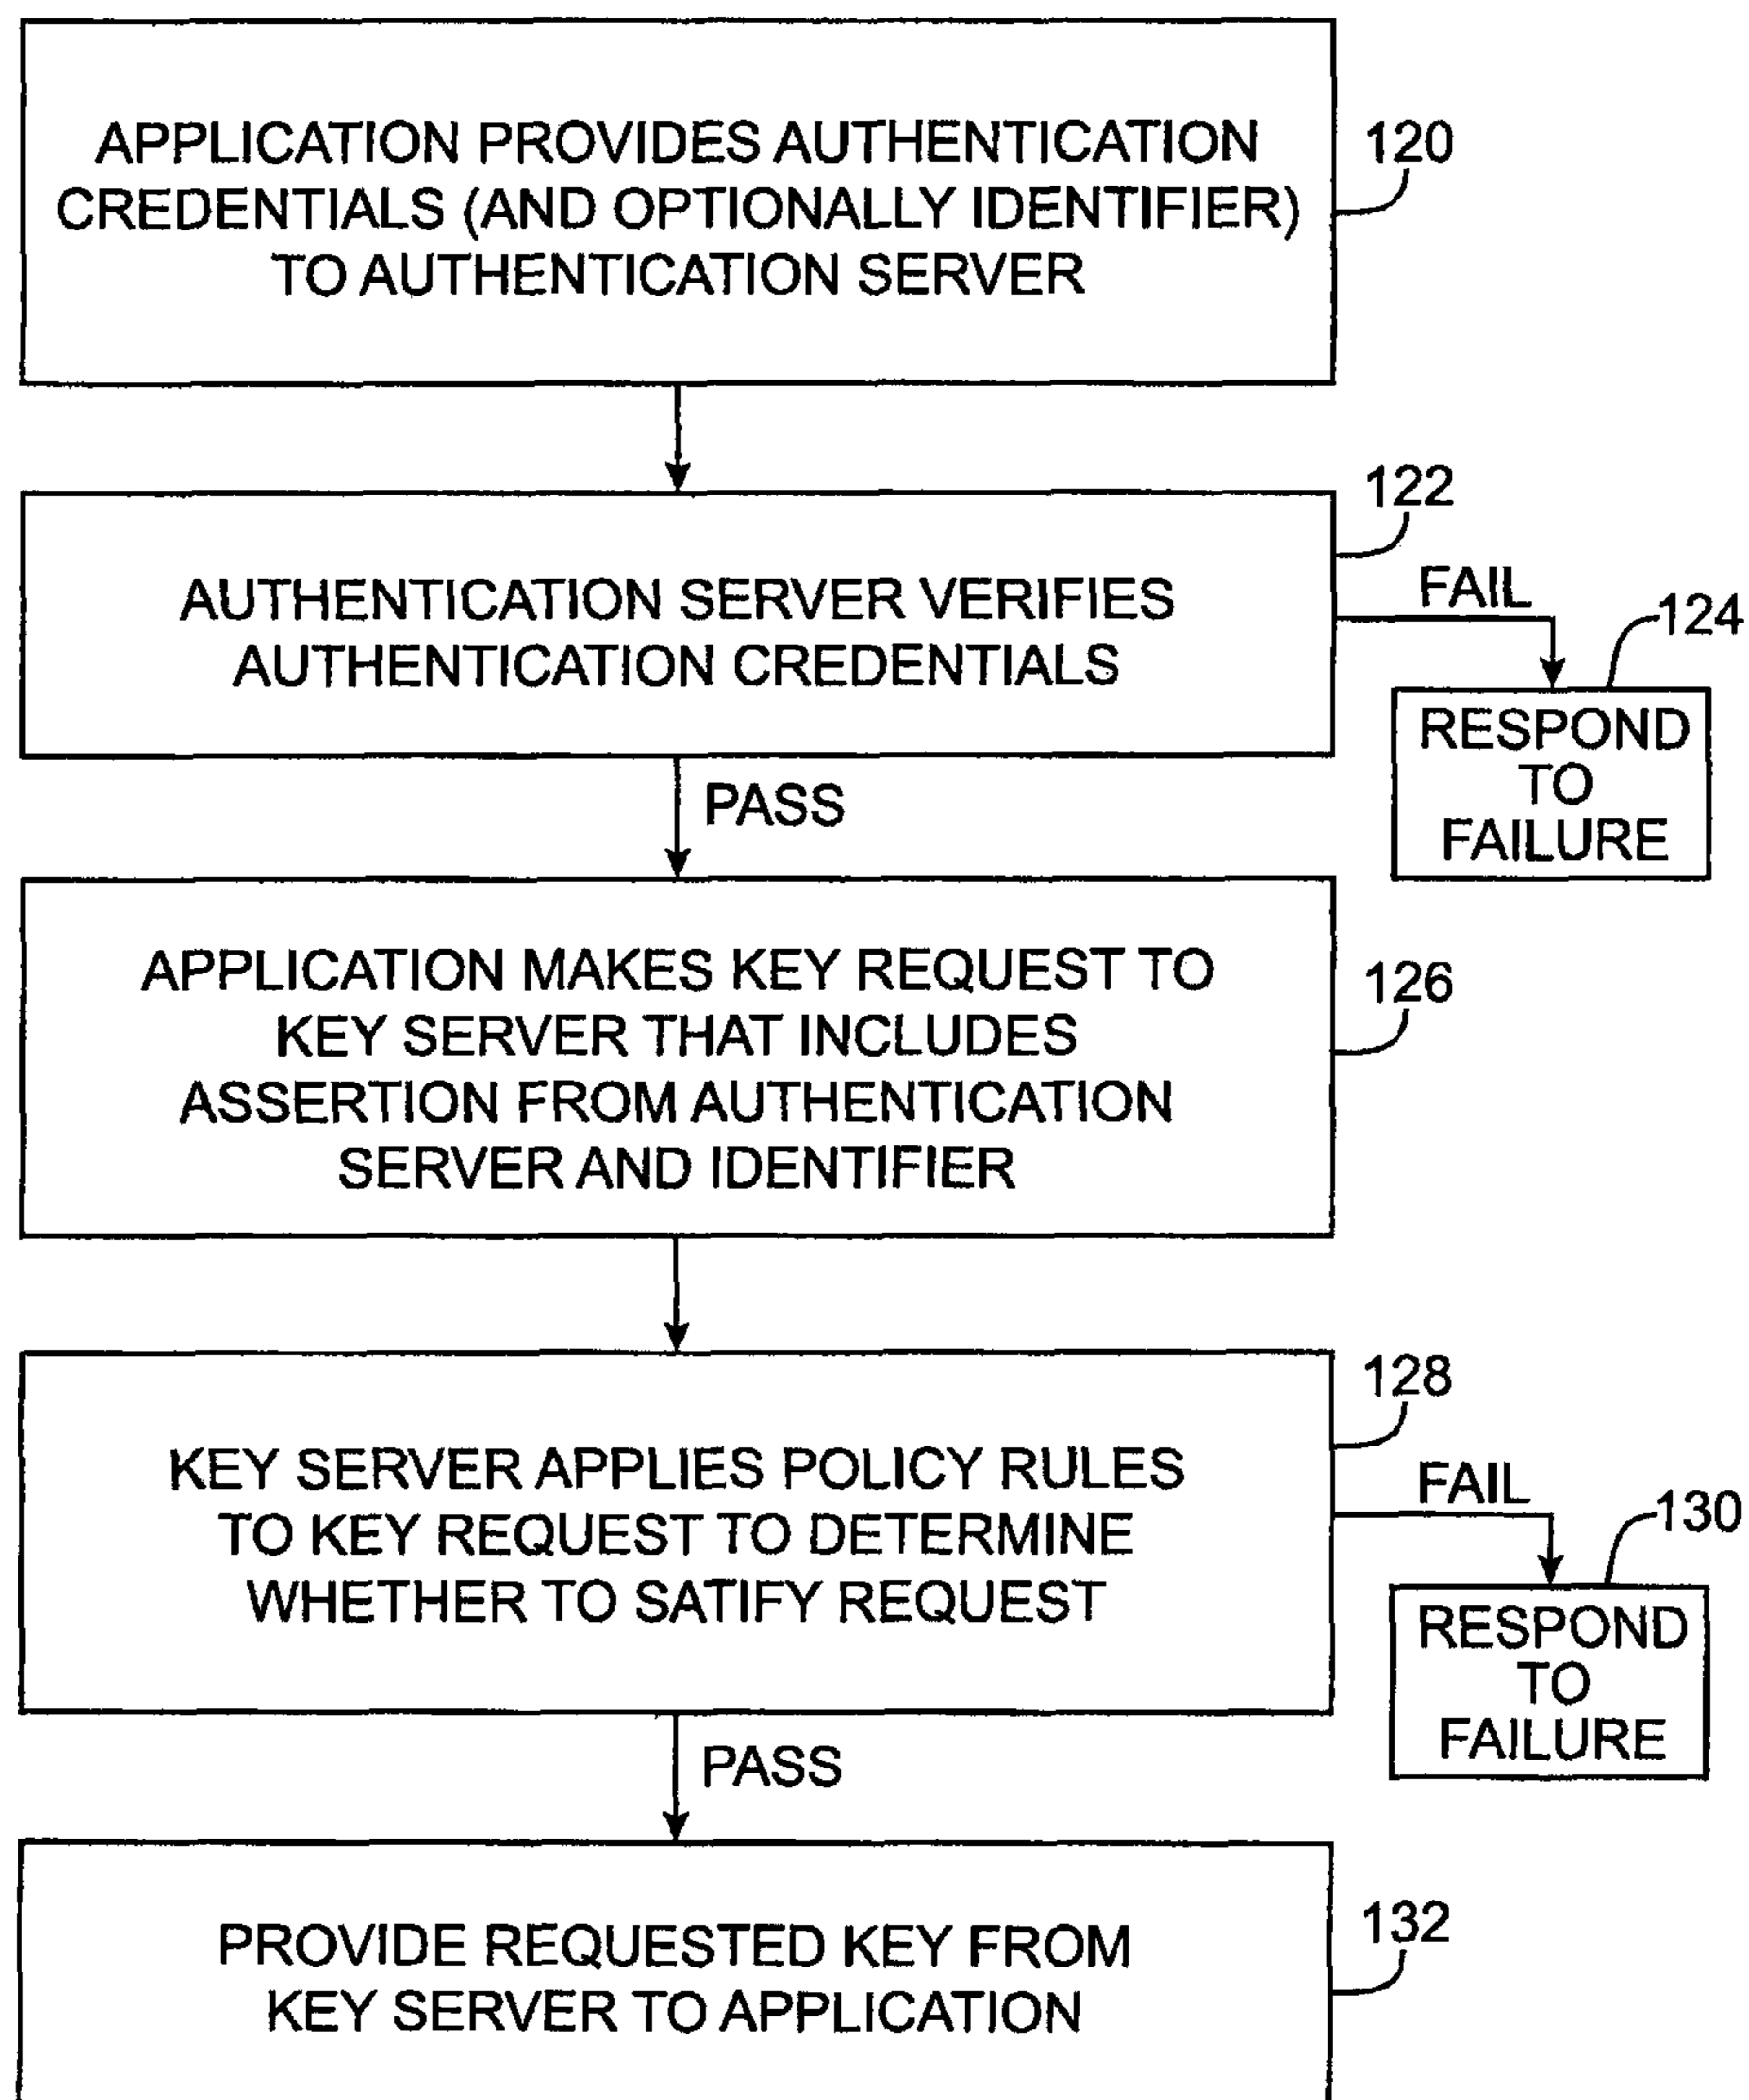 APPLICATION PROVIDES AUTHENTICATION
CREDENTIALS (AND OPTIONALLY IDENTIFIER)
TO AUTHENTICATION SERVER
120
122
AUTHENTICATION SERVER VERIFIES
AUTHENTICATION CREDENTIALS
FAIL
124
RESPOND
TO
FAILURE
PASS
APPLICATION MAKES KEY REQUEST TO
KEY SERVER THAT INCLUDES
ASSERTION FROM AUTHENTICATION
SERVER AND IDENTIFIER
126
128
KEY SERVER APPLIES POLICY RULES
TO KEY REQUEST TO DETERMINE
WHETHER TO SATIFY REQUEST
FAIL
130
RESPOND
TO
FAILURE
PASS
PROVIDE REQUESTED KEY FROM
KEY SERVER TO APPLICATION
132